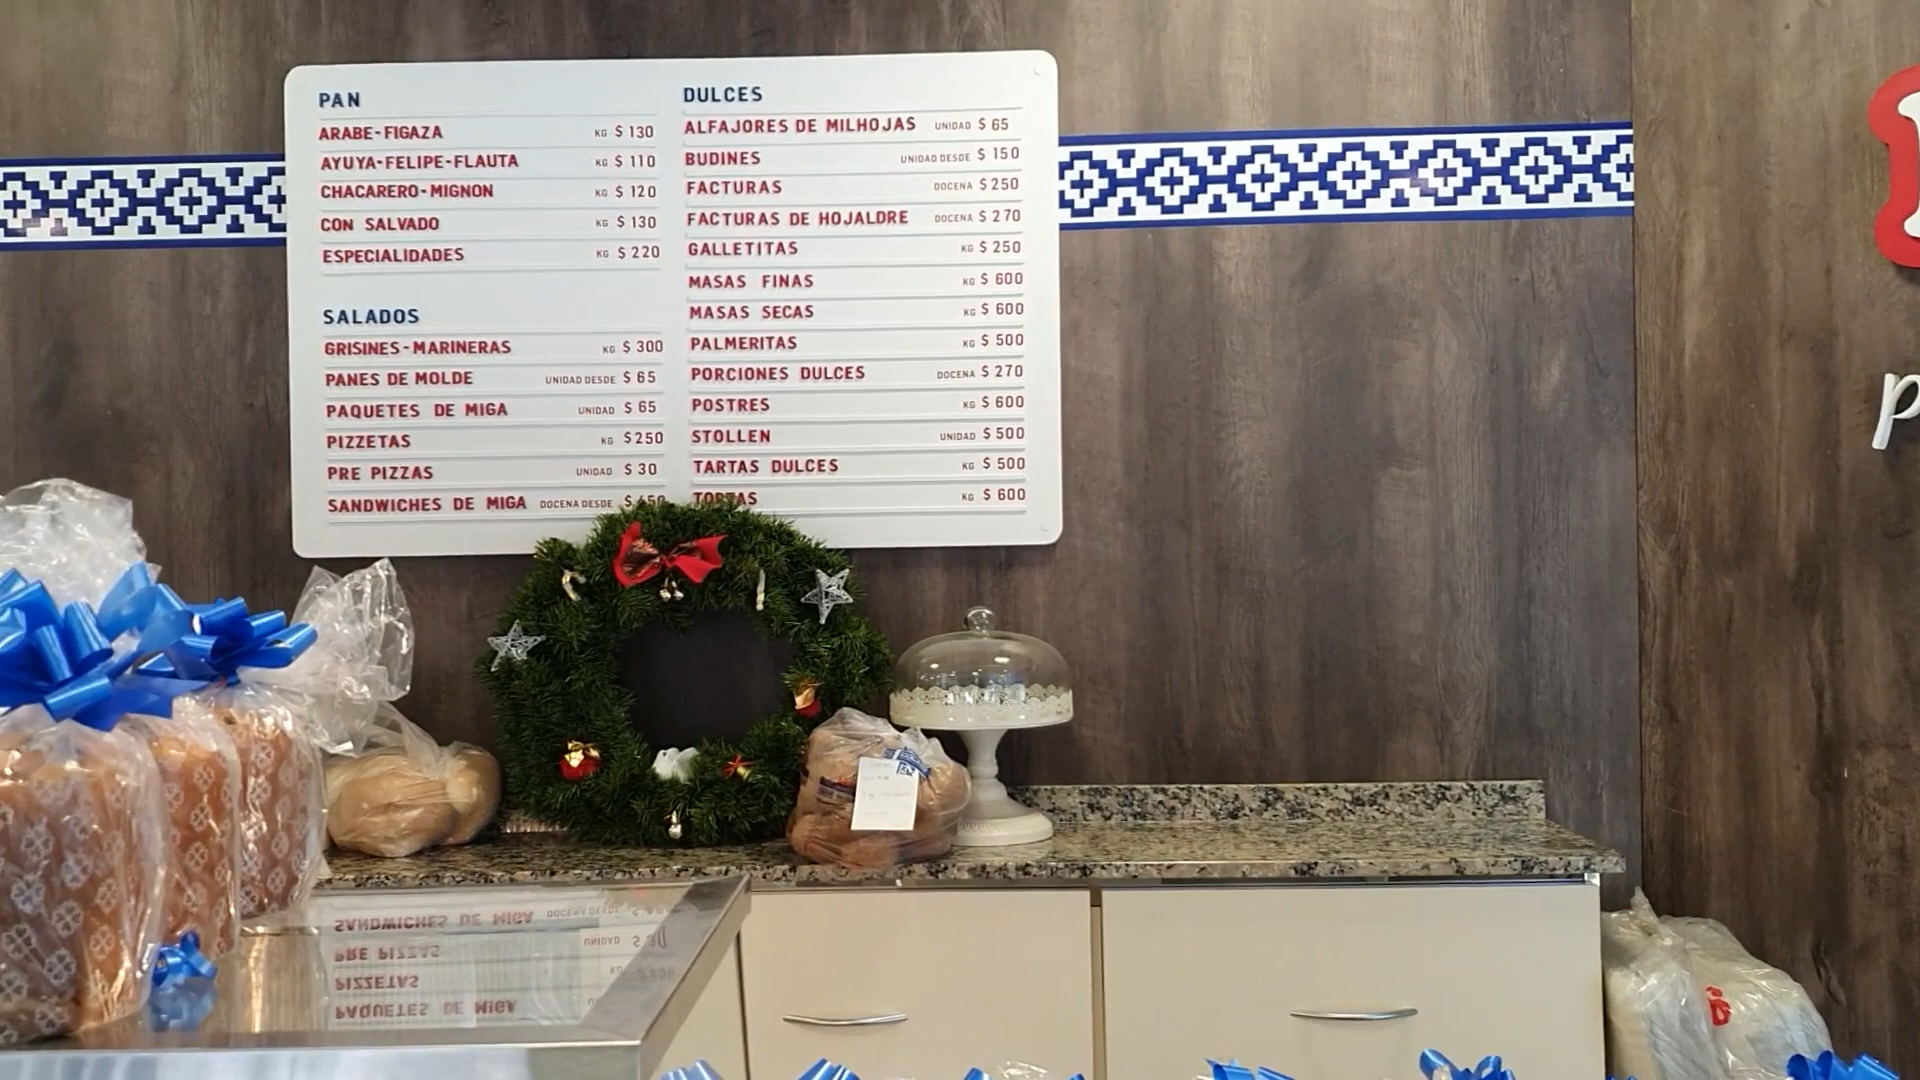 PAN
ARABE-FIGAZA KG $ 130
AYUYA-FELIPE-FLAUTA KG $ 110
CHACARERO-MIGNON KG $ 120
CON SALVADO KG $ 130
ESPECIALIDADES KG $ 220
SALADOS
GRISINES-MARINERAS KG $ 300
PANES DE MOLDE UNIDAD DESDE $ 65
PAQUETES DE MIGA UNIDAD $ 65
PIZZETAS KG $ 250
PRE PIZZAS UNIDAD $ 30
SANDWICHES DE MIGA DOCENA DESDE $
DULCES
ALFAJORES DE MILHOJAS UNIDAD $ 65
BUDINES UNIDAD DESDE $ 150
FACTURAS DOCENA $ 250
FACTURAS DE HOJALDRE DOCENA $ 270
GALLETITAS KG $ 250
MASAS FINAS KG $ 600
MASAS SECAS KG $ 600
PALMERITAS KG $ 500
PORCIONES DULCES DOCENA $ 270
POSTRES KG $ 600
STOLLEN UNIDAD $ 500
TARTAS DULCES KG $ 500
TORTAS KG $ 600